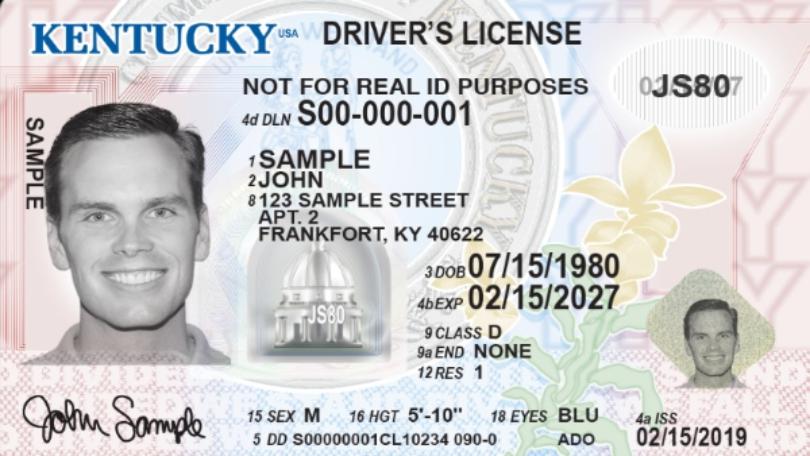 KENTUCKY USA DRIVER'S LICENSE
NOT FOR REAL ID PURPOSES
4d DLN S00-000-001
JS80
SAMPLE
1 SAMPLE
2 JOHN
8 123 SAMPLE STREET
APT. 2
FRANKFORT, KY 40622
3 DOB 07/15/1980
4b EXP 02/15/2027
JS80
9 CLASS D
9a END NONE
12 RES 1
John Sample
15 SEX M 16 HGT 5'-10" 18 EYES BLU 4a ISS
5 DD S00000001CL10234 090-0 ADO 02/15/2019